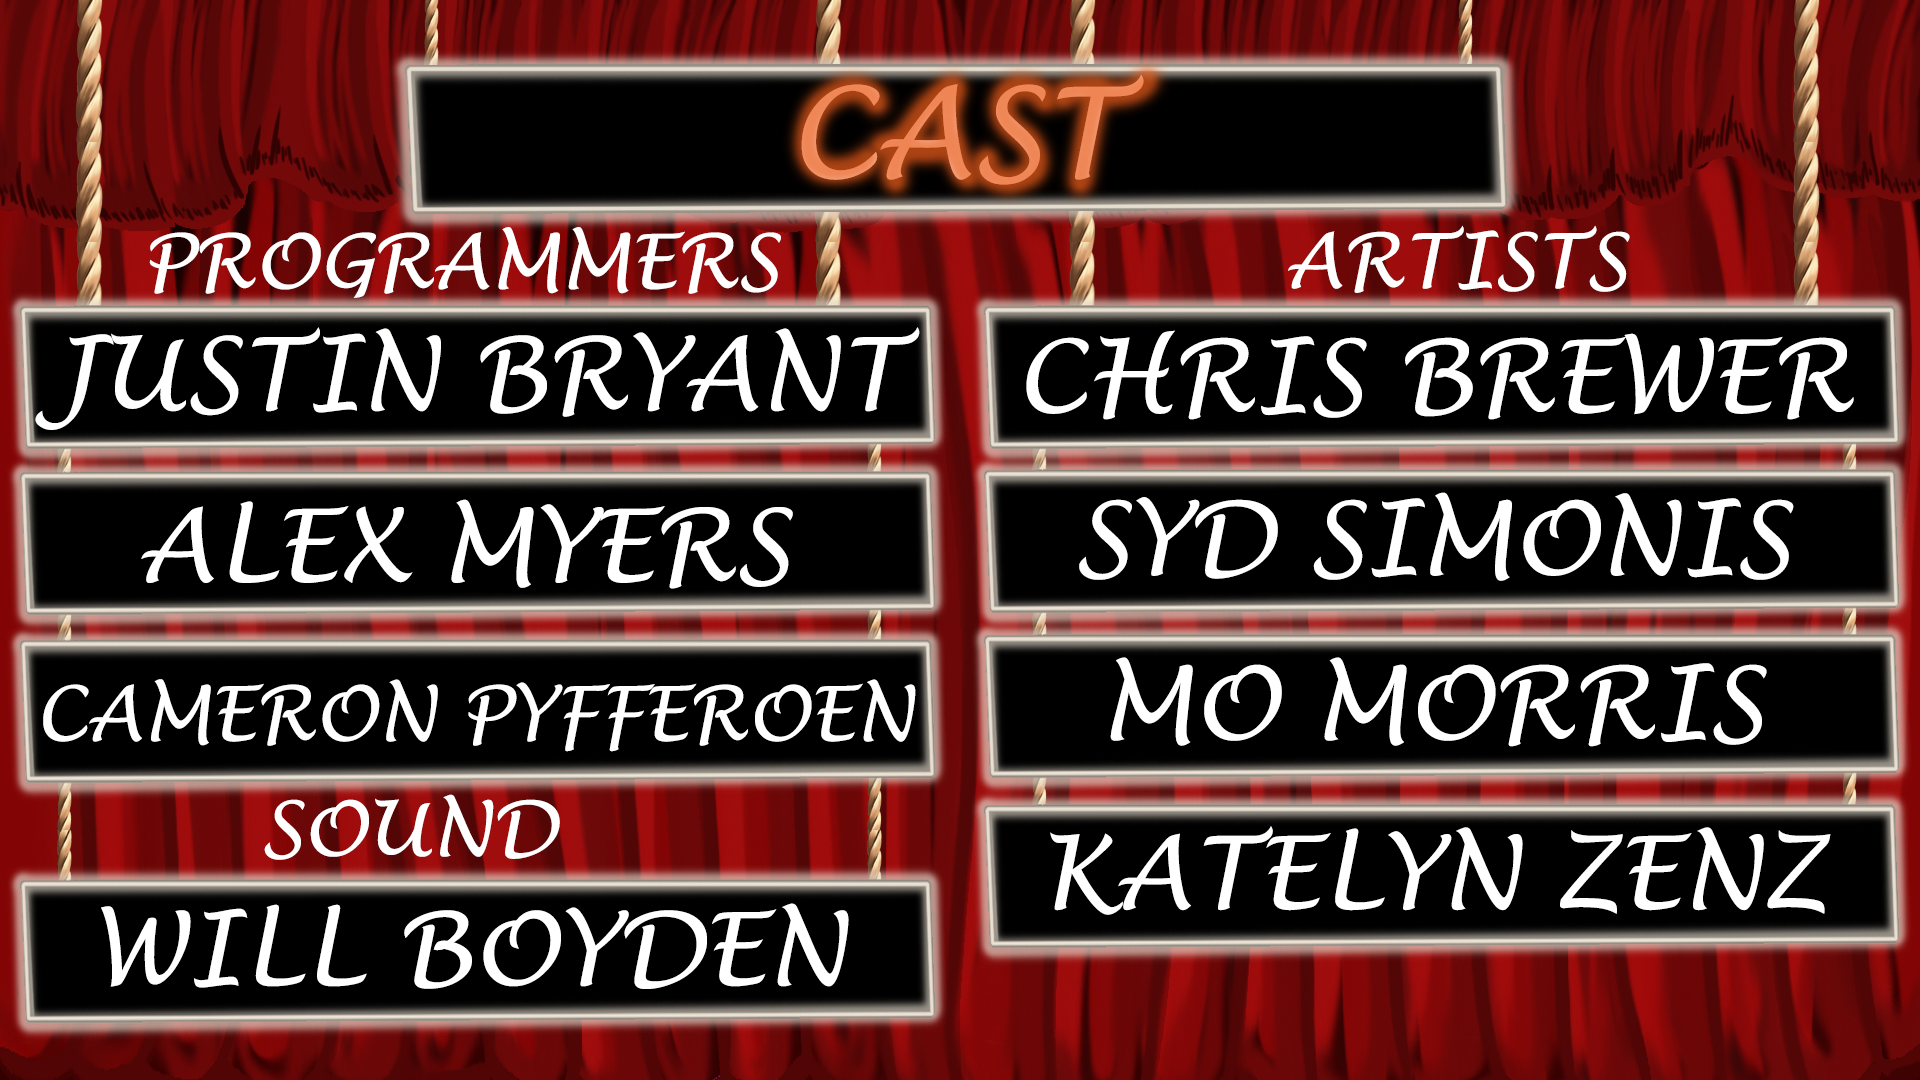 CAST
PROGRAMMERS
JUSTIN BRYANT
ALEX MYERS
CAMERON PYFFEROEN
SOUND
WILL BOYDEN
ARTISTS
CHRIS BREWER
SYD SIMONIS
MO MORRIS
KATELYN ZENZ